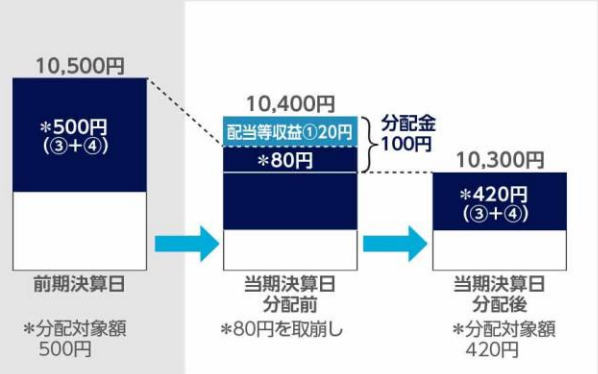 10,500円
*500円
(③+④)
前期決算日
*分配対象額
500円
10,400円
配当等収益①20円
*80円
分配金
100円
当期決算日
分配前
*80円を取崩し
10,300円
*420円
(③+④)
当期決算日
分配後
*分配対象額
420円